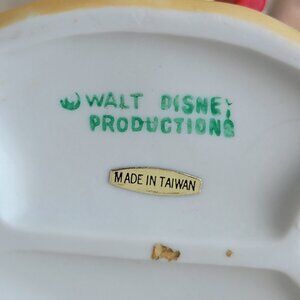 © WALT DISNEY
PRODUCTIONS
MADE IN TAIWAN